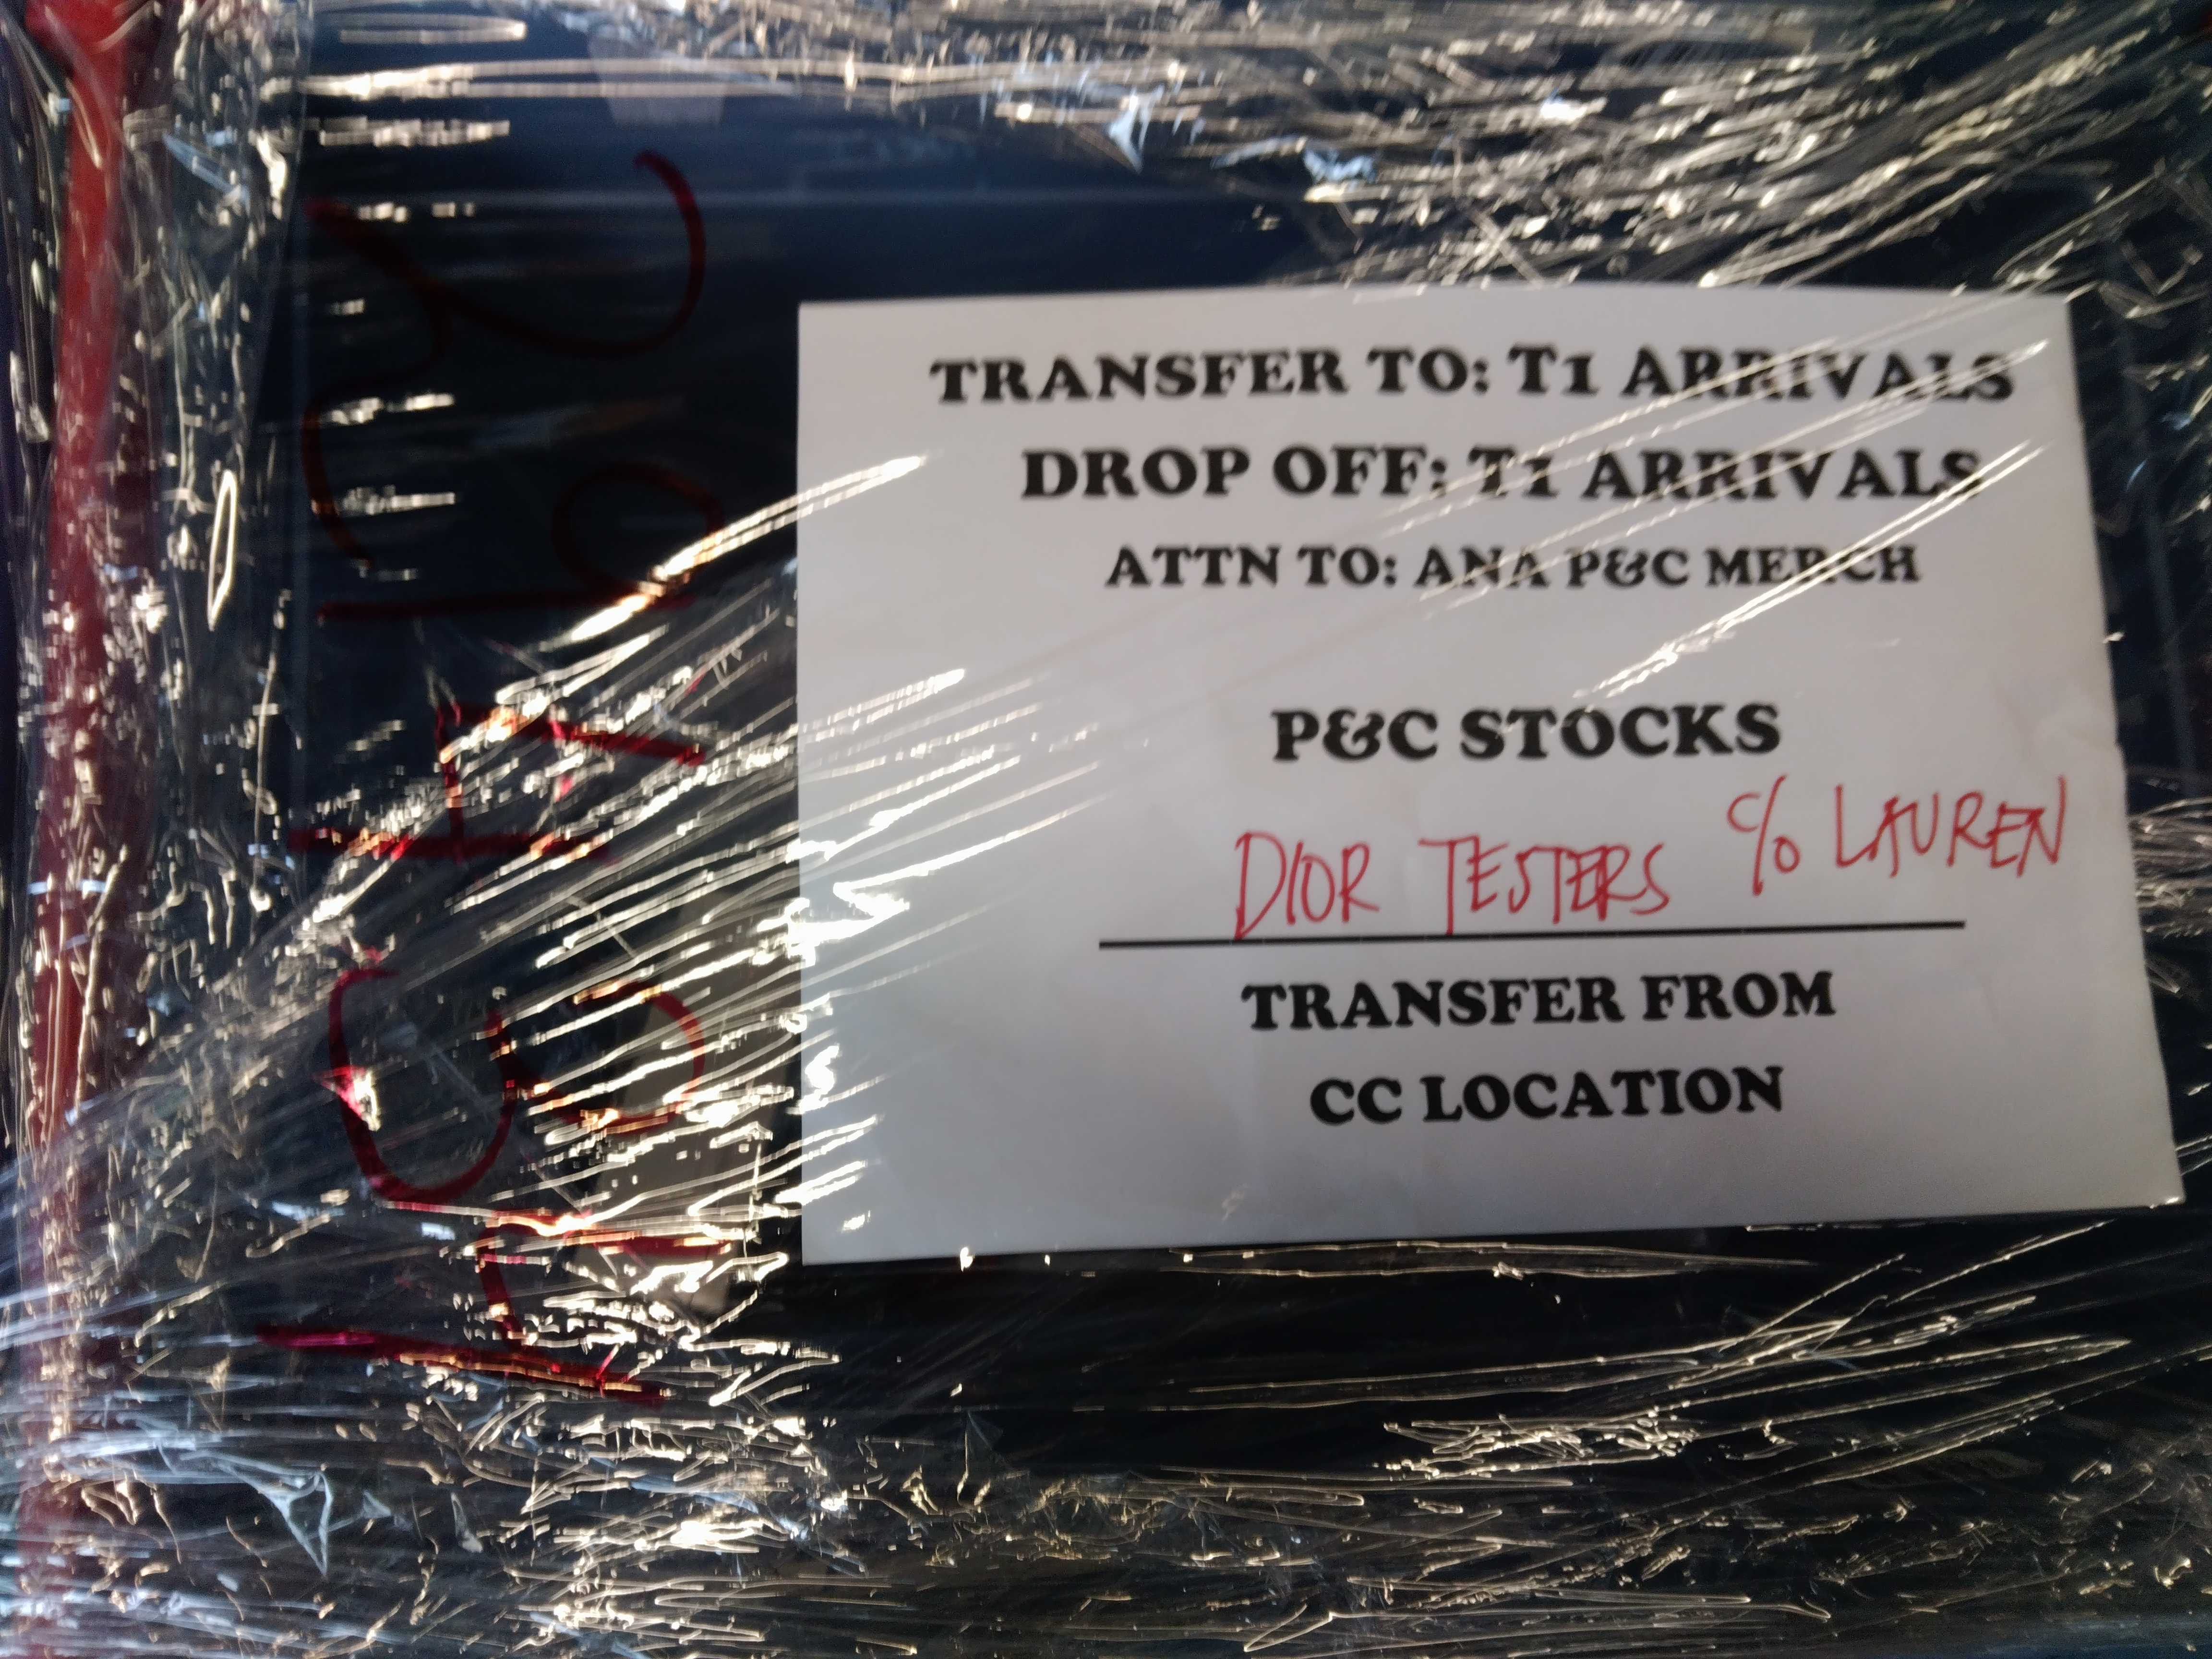 TRANSFER TO: T1 ARRIVALS
DROP OFF: T1 ARRIVALS
ATTN TO: ANA P&C MERCH
P&C STOCKS
DIOR TESTERS c/o LAUREN
TRANSFER FROM
CC LOCATION